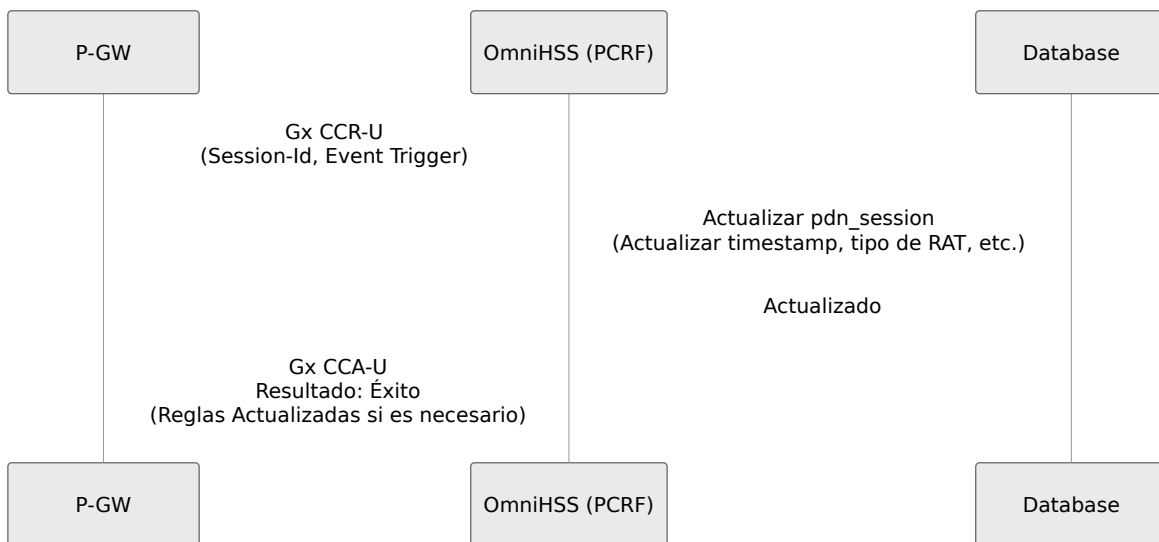 P-GW
OmniHSS (PCRF)
Database
Gx CCR-U
(Session-Id, Event Trigger)
Actualizar pdn_session
(Actualizar timestamp, tipo de RAT, etc.)
Actualizado
Gx CCA-U
Resultado: Éxito
(Reglas Actualizadas si es necesario)
P-GW
OmniHSS (PCRF)
Database